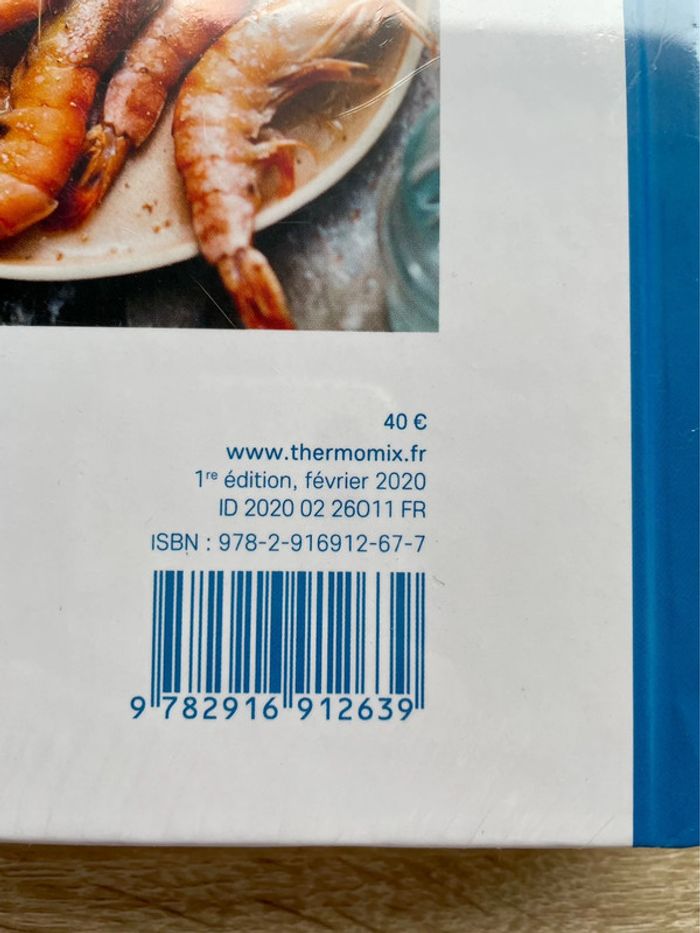 40 €
www.thermomix.fr
1re édition, février 2020
ID 2020 02 26011 FR
ISBN : 978-2-916912-67-7
9 782916 912639